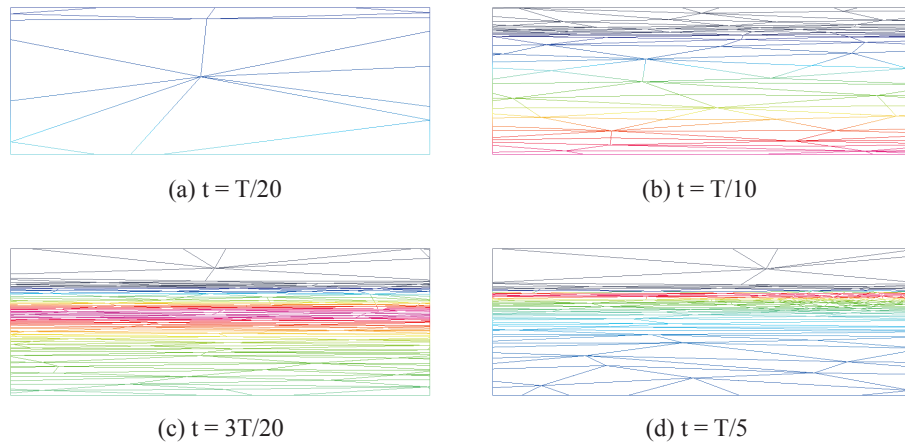 (a) t = T/20
(b) t = T/10
(c) t = 3T/20
(d) t = T/5